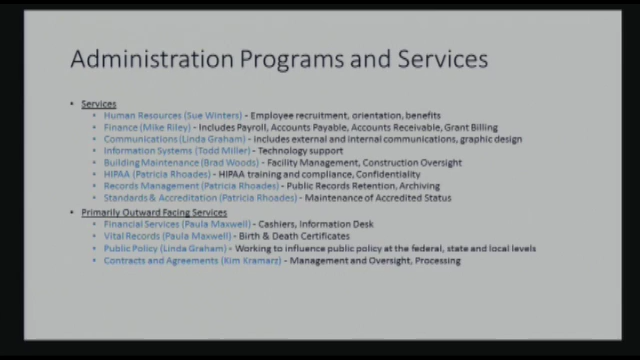 Administration Programs and Services
• Services
• Human Resources (Sue Winters) - Employee recruitment, orientation, benefits
• Finance (Mike Riley) - Includes Payroll, Accounts Payable, Accounts Receivable, Grant Billing
• Communications (Linda Graham) - includes external and internal communications, graphic design
• Information Systems (Todd Miller) - Technology support
• Building Maintenance (Brad Woods) - Facility Management, Construction Oversight
• HIPAA (Patricia Rhoades) - HIPAA training and compliance, Confidentiality
• Records Management (Patricia Rhoades) - Public Records Retention, Archiving
• Standards & Accreditation (Patricia Rhoades) - Maintenance of Accredited Status
• Primarily Outward Facing Services
• Financial Services (Paula Maxwell) - Cashiers, Information Desk
• Vital Records (Paula Maxwell) - Birth & Death Certificates
• Public Policy (Linda Graham) - Working to influence public policy at the federal, state and local levels
• Contracts and Agreements (Kim Kramarz) - Management and Oversight, Processing